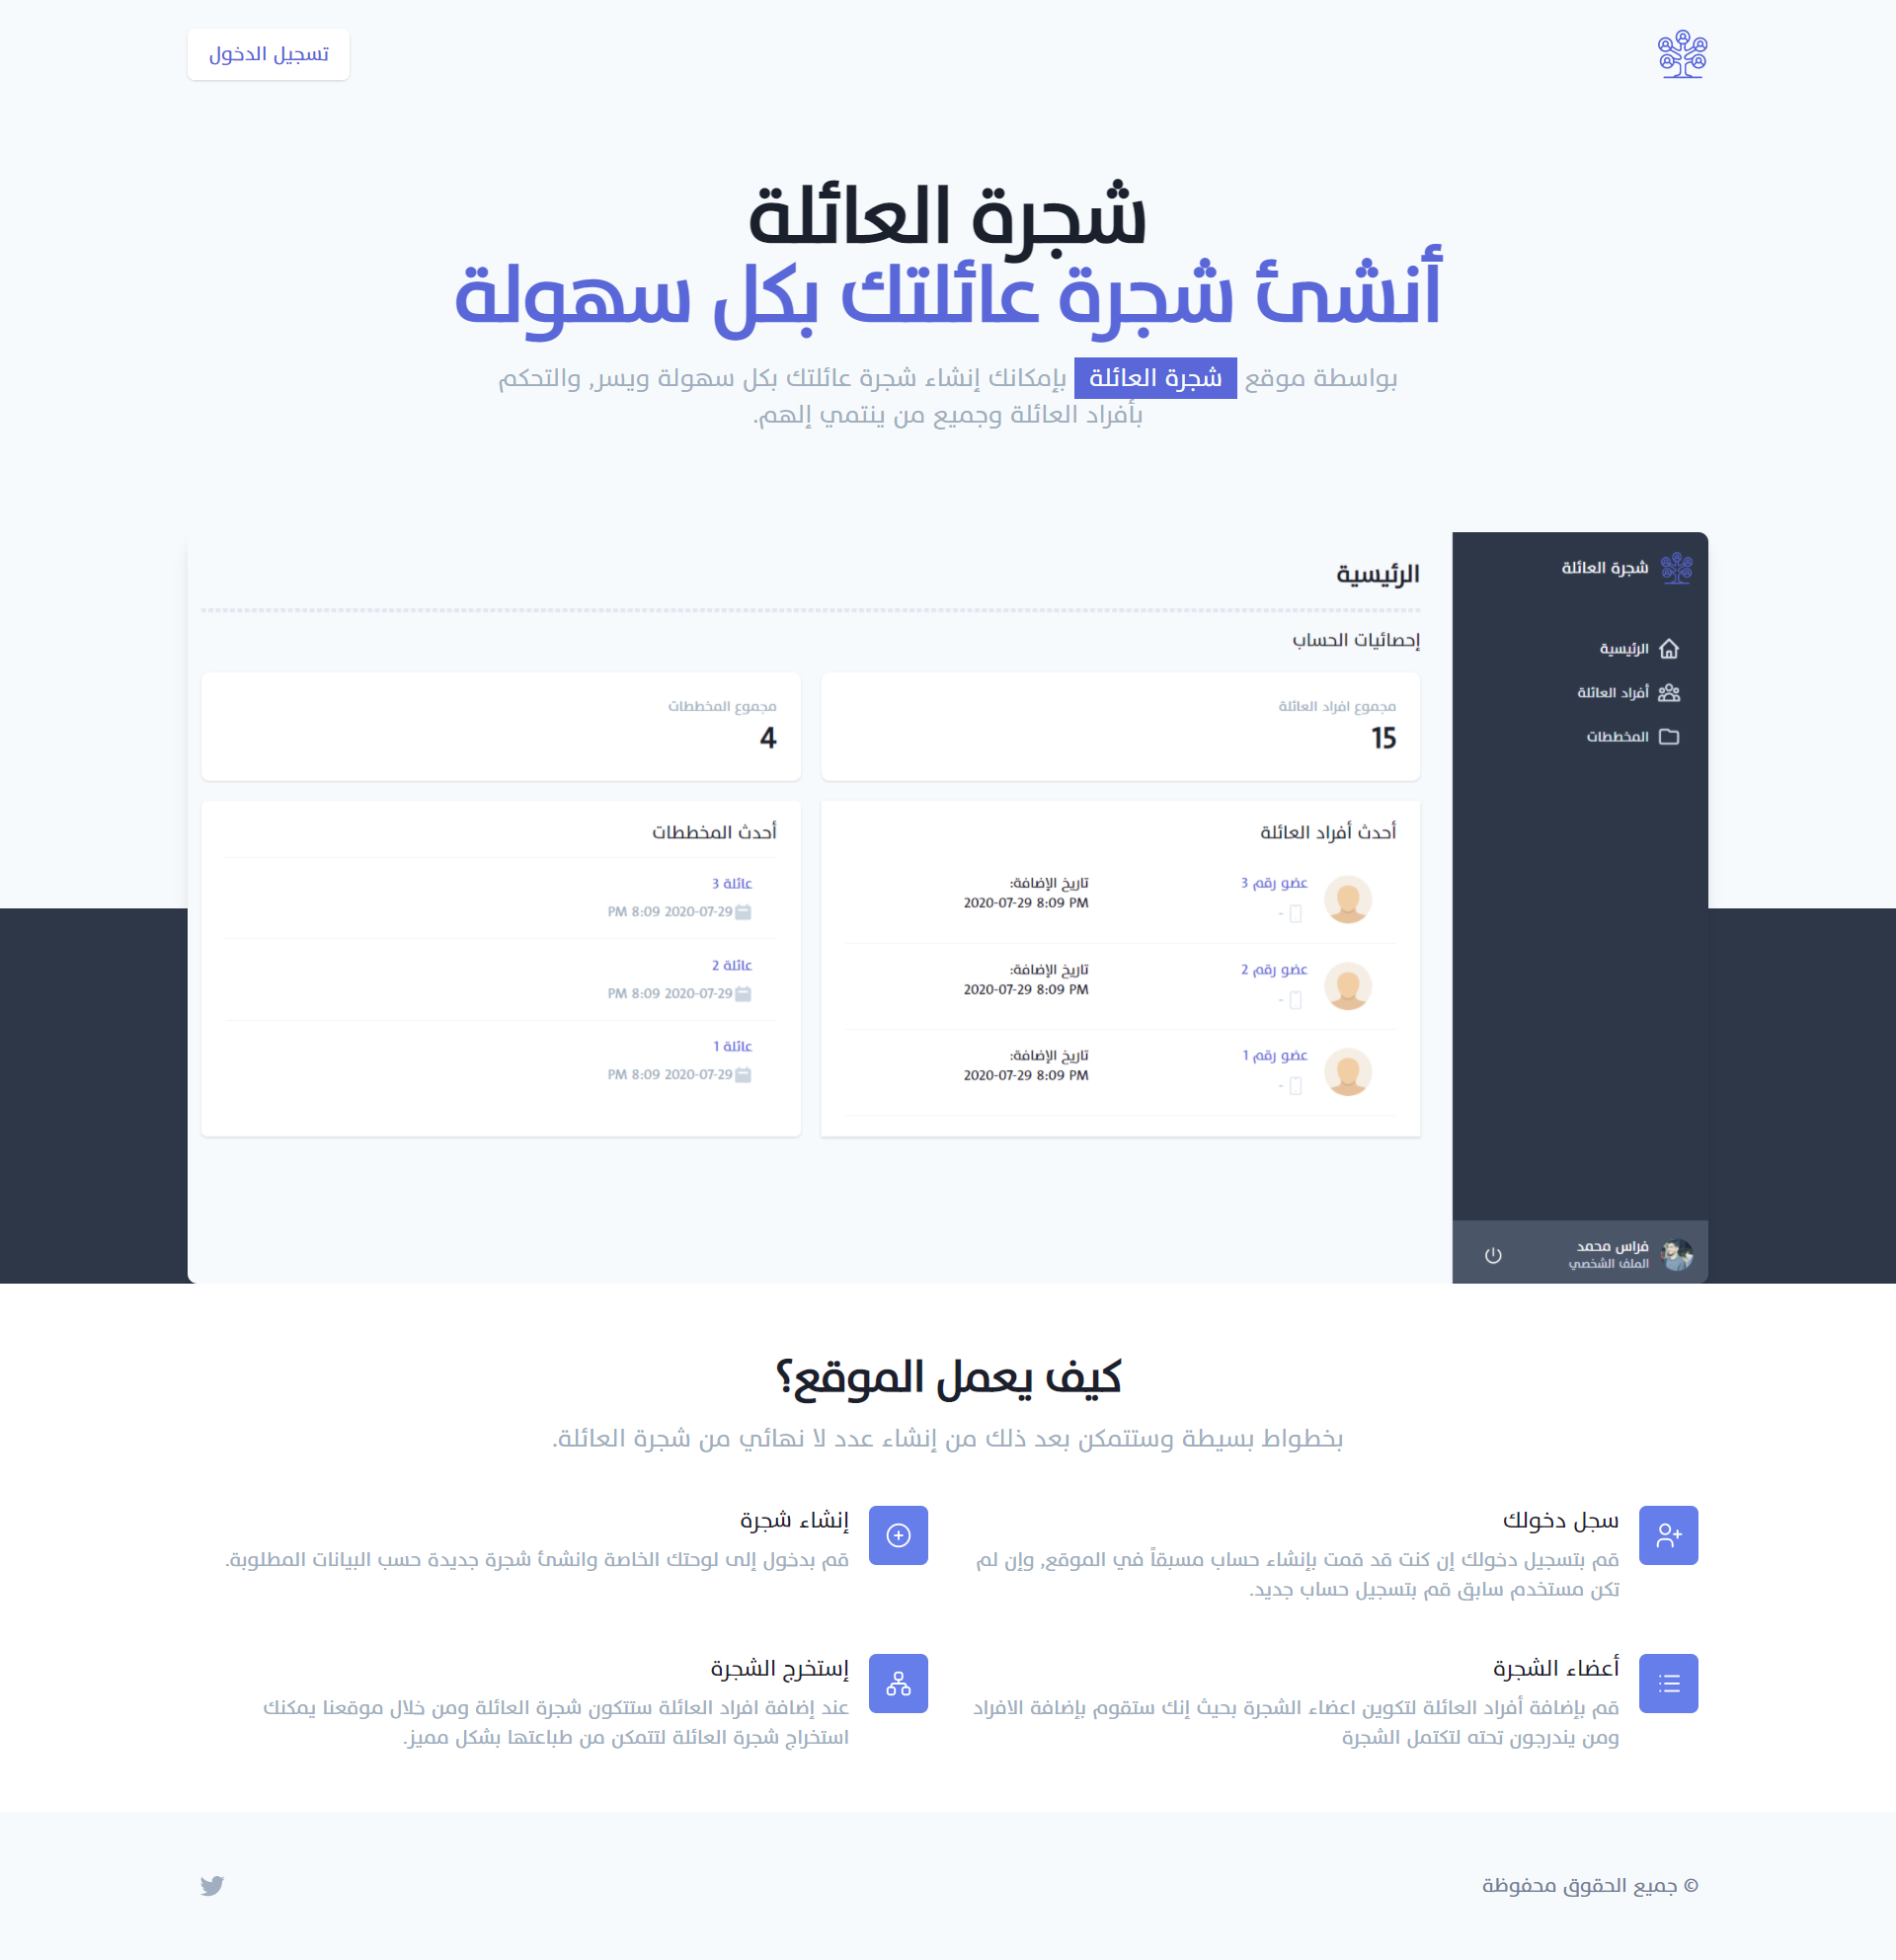 تسجيل الدخول
شجرة العائلة
أنشئ شجرة عائلتك بكل سهولة
بواسطة موقع شجرة العائلة بإمكانك إنشاء شجرة عائلتك بكل سهولة ويسر, والتحكم
بأفراد العائلة وجميع من ينتمي إلهم.
شجرة العائلة
الرئيسية
أفراد العائلة
المخططات
فراس محمد
الملف الشخصي
الرئيسية
إحصائيات الحساب
مجموع افراد العائلة
15
مجموع المخططات
4
أحدث أفراد العائلة
عضو رقم 3
-
تاريخ الإضافة:
2020-07-29 8:09 PM
عضو رقم 2
-
تاريخ الإضافة:
2020-07-29 8:09 PM
عضو رقم 1
-
تاريخ الإضافة:
2020-07-29 8:09 PM
أحدث المخططات
عائلة 3
PM 8:09 2020-07-29
عائلة 2
PM 8:09 2020-07-29
عائلة 1
PM 8:09 2020-07-29
كيف يعمل الموقع؟
بخطواط بسيطة وستتمكن بعد ذلك من إنشاء عدد لا نهائي من شجرة العائلة.
سجل دخولك
قم بتسجيل دخولك إن كنت قد قمت بإنشاء حساب مسبقاً في الموقع, وإن لم
تكن مستخدم سابق قم بتسجيل حساب جديد.
إنشاء شجرة
قم بدخول إلى لوحتك الخاصة وانشئ شجرة جديدة حسب البيانات المطلوبة.
أعضاء الشجرة
قم بإضافة أفراد العائلة لتكوين اعضاء الشجرة بحيث إنك ستقوم بإضافة الافراد
ومن يندرجون تحته لتكتمل الشجرة
إستخرج الشجرة
عند إضافة افراد العائلة ستتكون شجرة العائلة ومن خلال موقعنا يمكنك
استخراج شجرة العائلة لتتمكن من طباعتها بشكل مميز.
© جميع الحقوق محفوظة